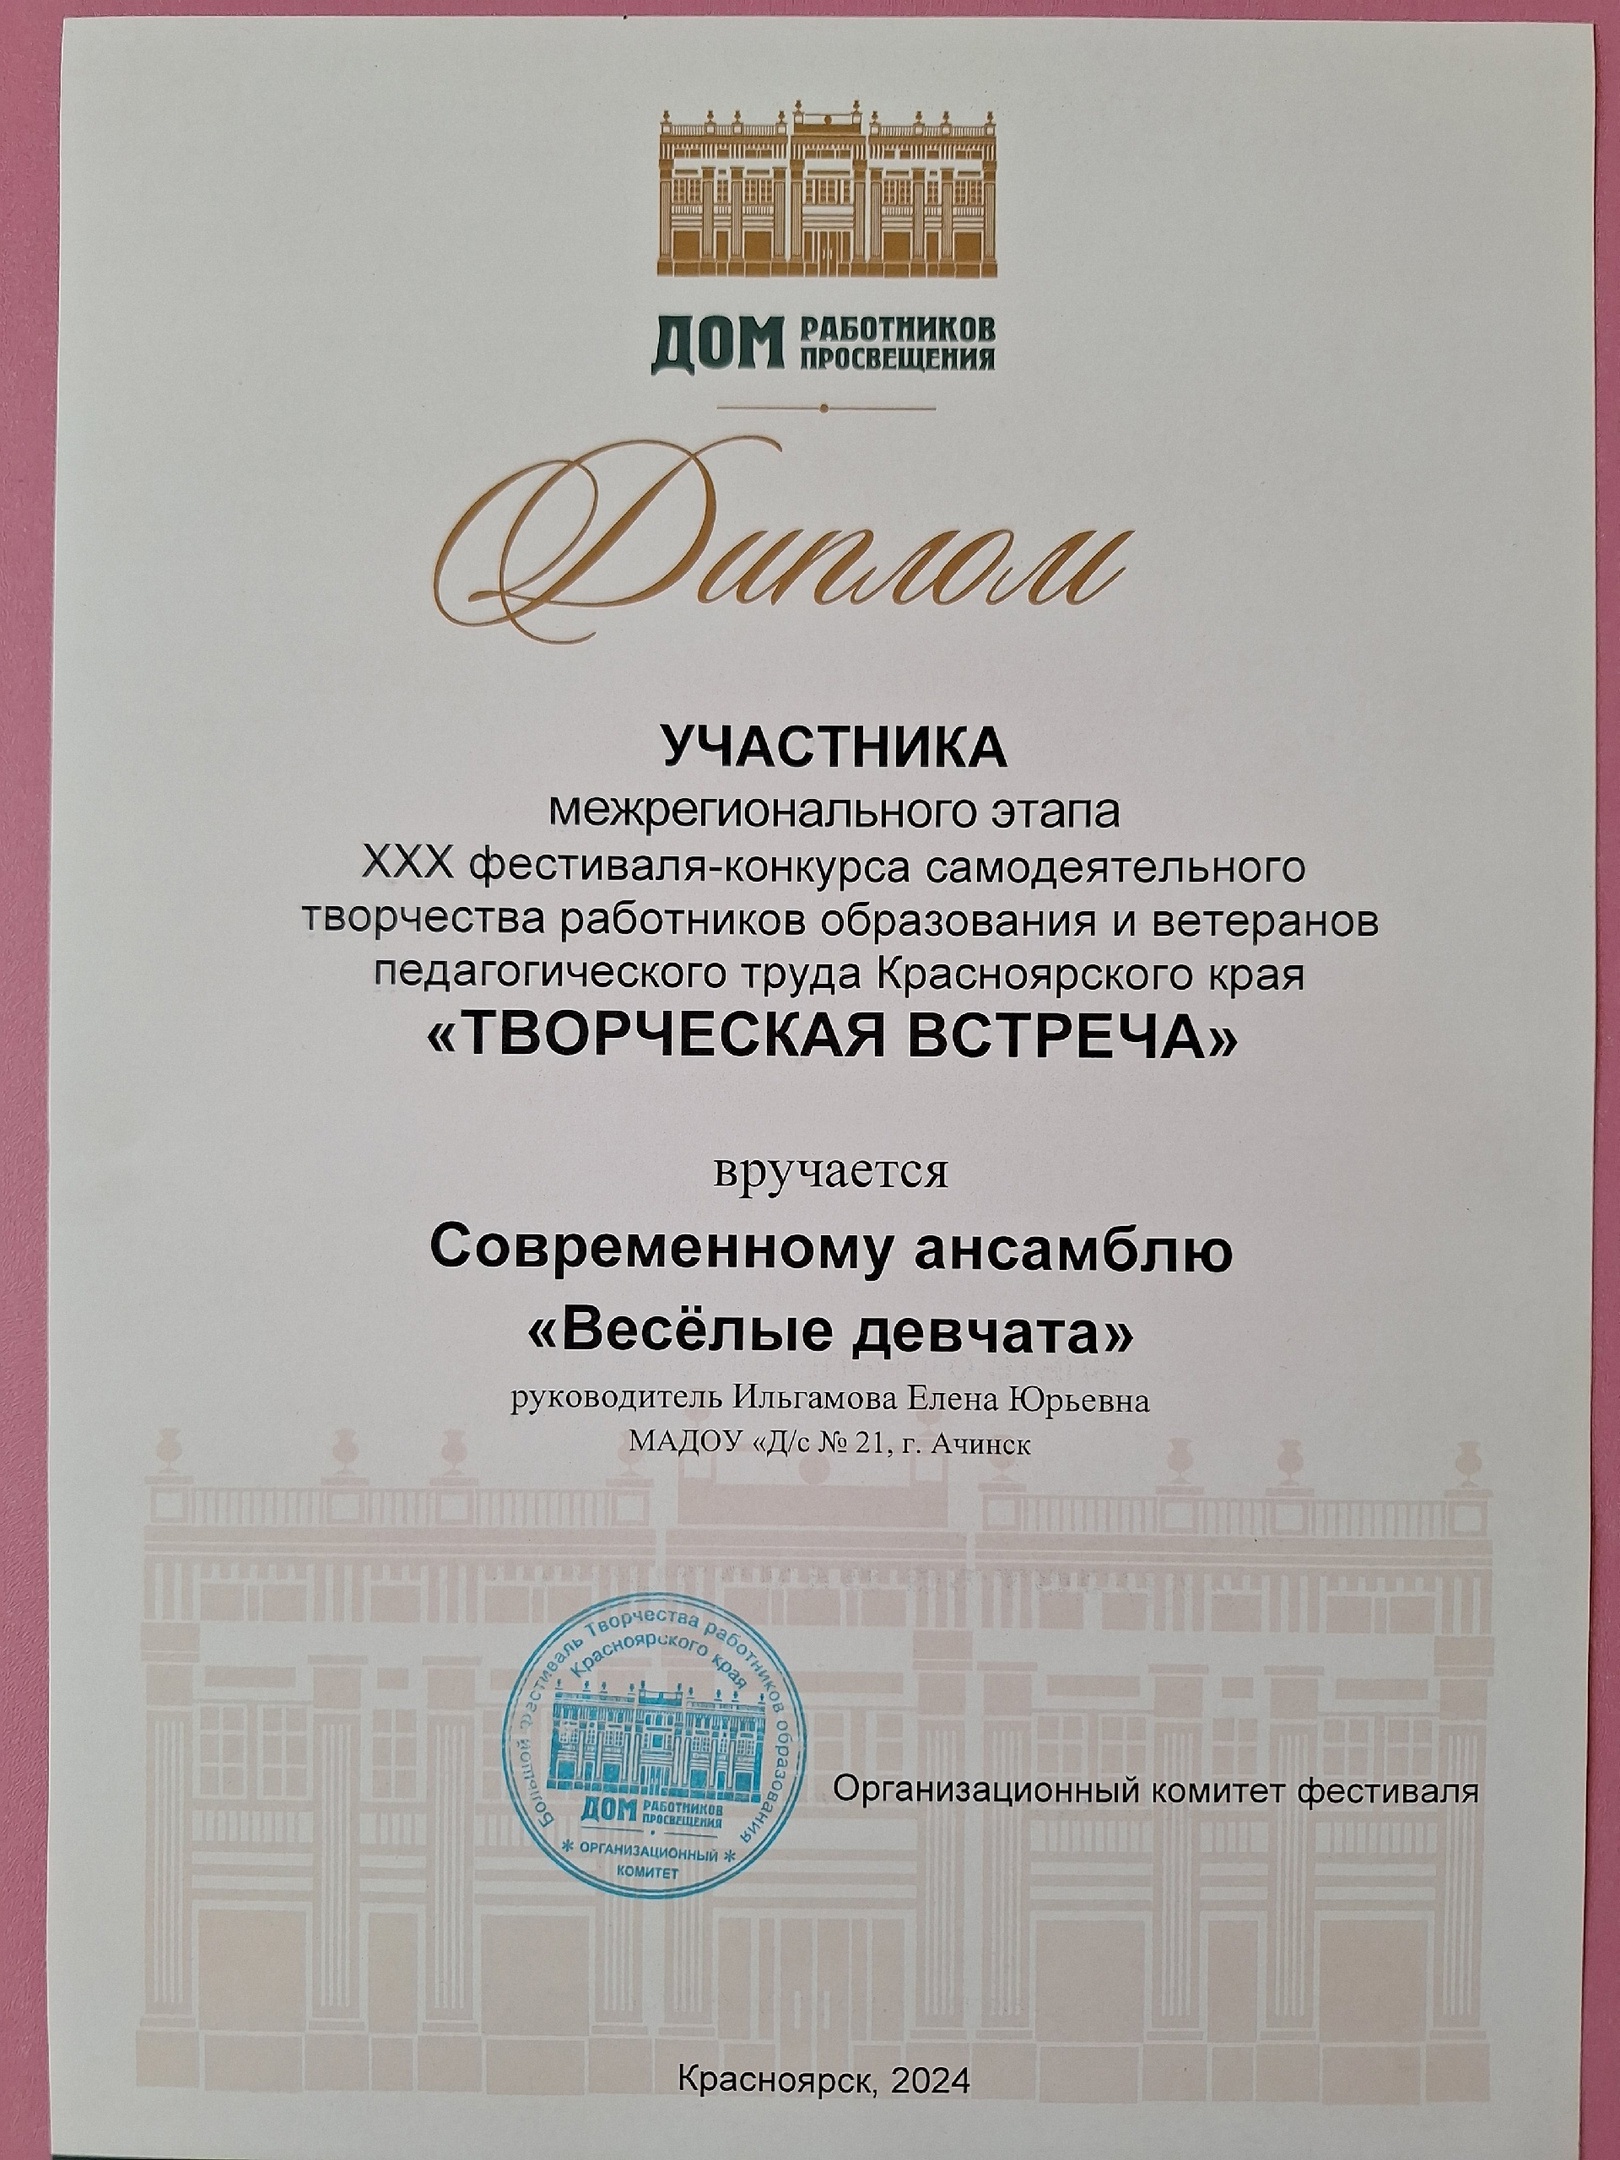 ДОМ РАБОТНИКОВ
ПРОСВЕЩЕНИЯ
Диплом
УЧАСТНИКА
межрегионального этапа
XXX фестиваля-конкурса самодеятельного
творчества работников образования и ветеранов
педагогического труда Красноярского края
«ТВОРЧЕСКАЯ ВСТРЕЧА»
вручается
Современному ансамблю
«Весёлые девчата»
руководитель Ильгамова Елена Юрьевна
МАДОУ «Д/с № 21, г. Ачинск
Большой Фестиваль Творчества работников образования
Красноярского края
ДОМ РАБОТНИКОВ
ПРОСВЕЩЕНИЯ
* ОРГАНИЗАЦИОННЫЙ *
КОМИТЕТ
Организационный комитет фестиваля
Красноярск, 2024